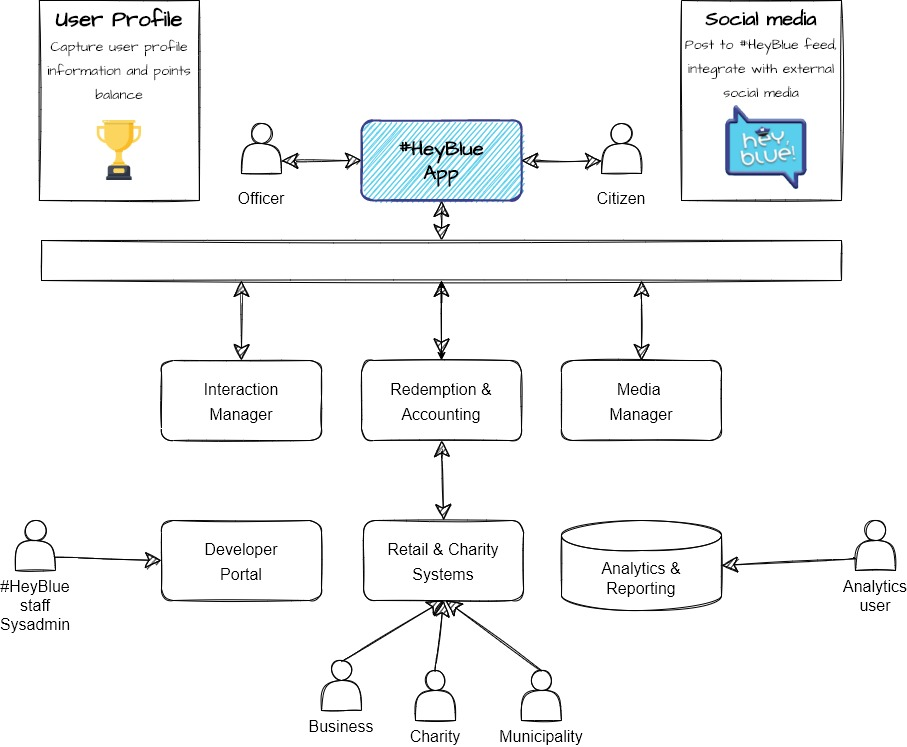 User Profile
Capture user profile
information and points
balance
Social media
Post to #HeyBlue feed,
integrate with external
social media
hey,
blue!
#HeyBlue
App
Officer
Citizen
Interaction
Manager
Redemption &
Accounting
Media
Manager
Developer
Portal
Retail & Charity
Systems
Analytics &
Reporting
#HeyBlue
staff
Sysadmin
Analytics
user
Business
Charity
Municipality